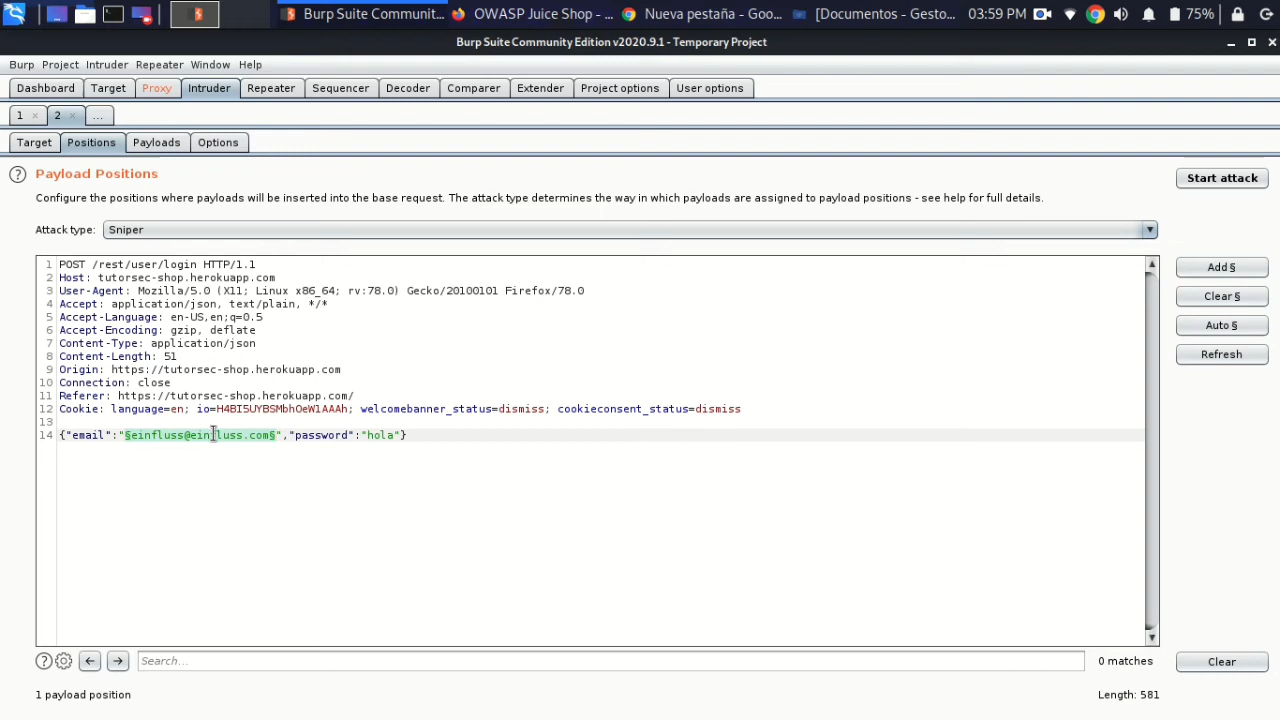 Burp Suite Communit... OWASP Juice Shop - ... Nueva pestaña - Goo... [Documentos - Gesto... 03:59 PM 75%
Burp Suite Community Edition v2020.9.1 - Temporary Project
Burp Project Intruder Repeater Window Help
Dashboard Target Proxy Intruder Repeater Sequencer Decoder Comparer Extender Project options User options
1 × 2 × ...
Target Positions Payloads Options
? Payload Positions
Start attack
Configure the positions where payloads will be inserted into the base request. The attack type determines the way in which payloads are assigned to payload positions - see help for full details.
Attack type: Sniper
1 POST /rest/user/login HTTP/1.1
2 Host: tutorsec-shop.herokuapp.com
3 User-Agent: Mozilla/5.0 (X11; Linux x86_64; rv:78.0) Gecko/20100101 Firefox/78.0
4 Accept: application/json, text/plain, */*
5 Accept-Language: en-US,en;q=0.5
6 Accept-Encoding: gzip, deflate
7 Content-Type: application/json
8 Content-Length: 51
9 Origin: https://tutorsec-shop.herokuapp.com
10 Connection: close
11 Referer: https://tutorsec-shop.herokuapp.com/
12 Cookie: language=en; io=H4BI5UYBSMbhOeWlAAAh; welcomebanner_status=dismiss; cookieconsent_status=dismiss
13
14 {"email":"§einfluss@einfluss.com§","password":"hola"}
Add §
Clear §
Auto §
Refresh
? Search... 0 matches Clear
1 payload position Length: 581